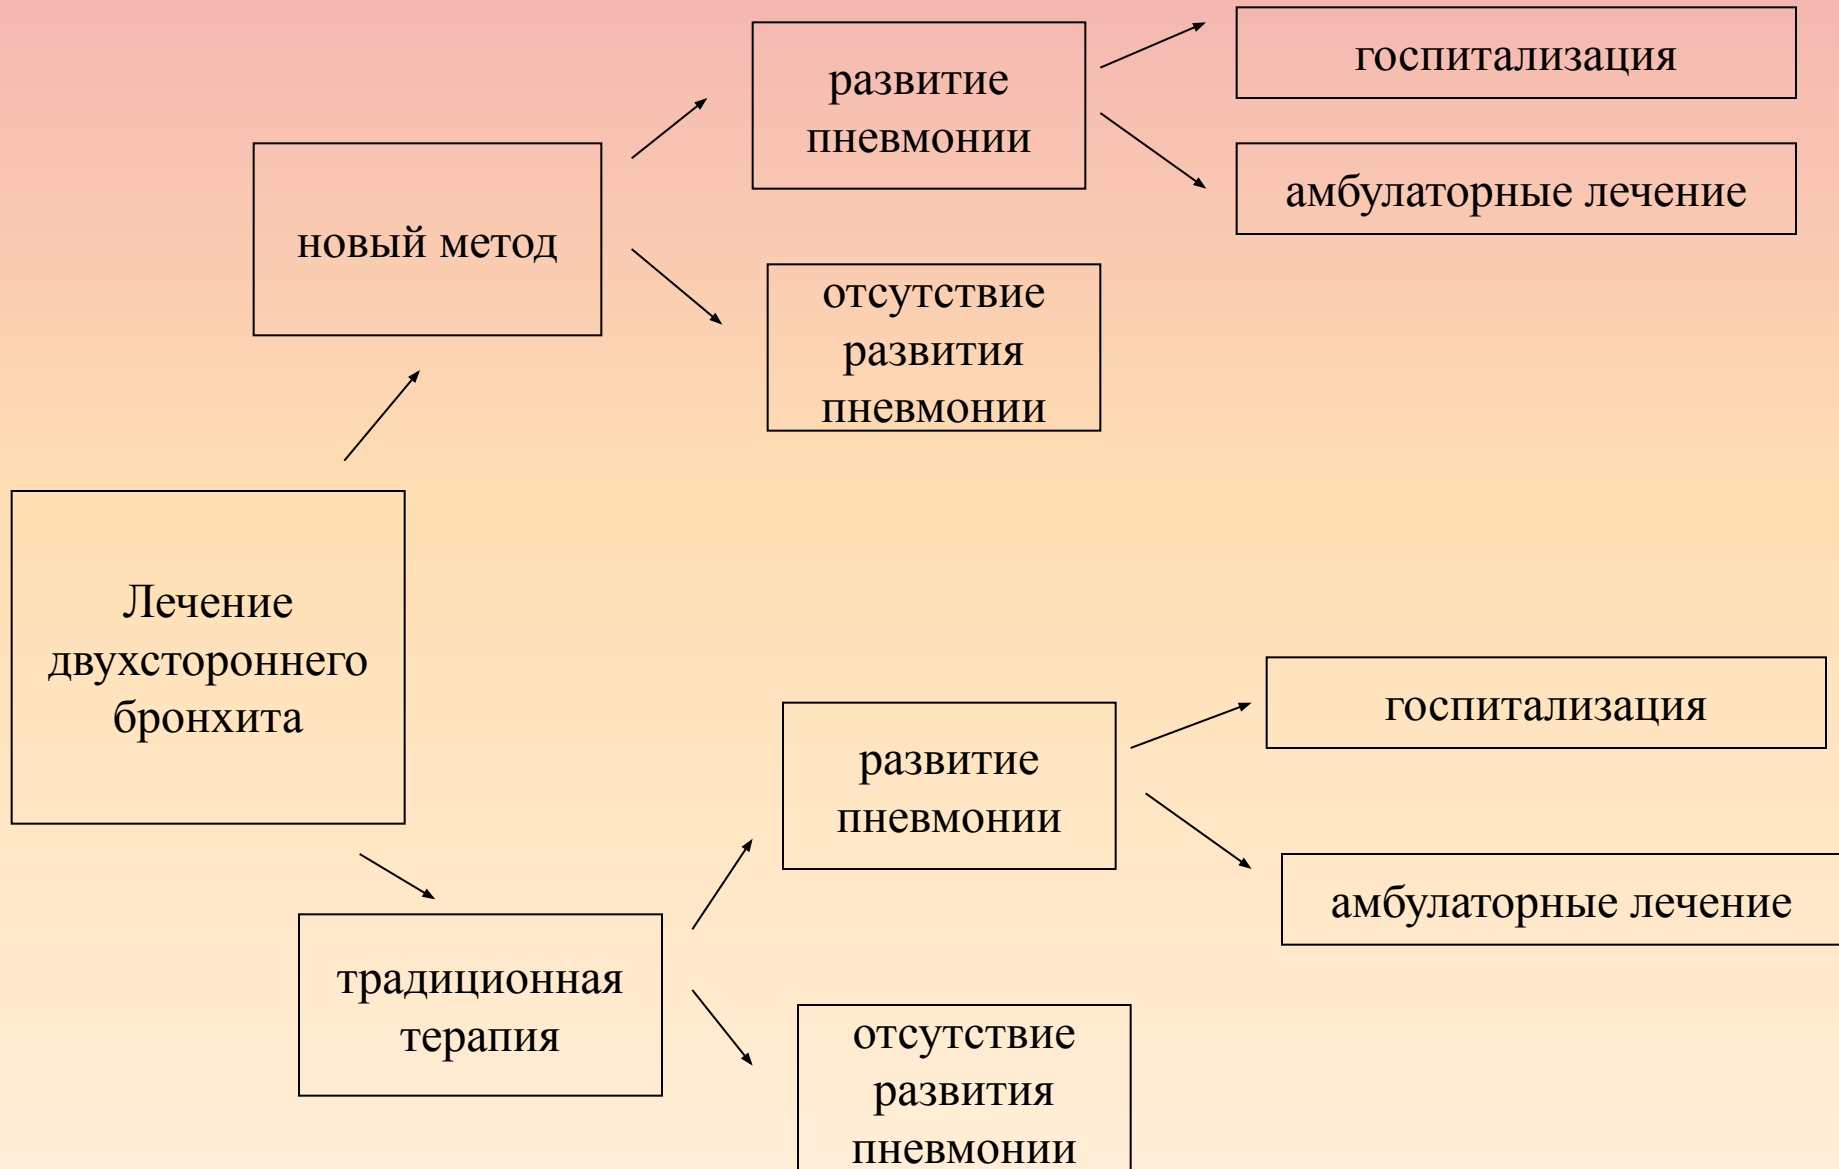 развитие
пневмонии
госпитализация
амбулаторные лечение
новый метод
отсутствие
развития
пневмонии
Лечение
двухстороннего
бронхита
развитие
пневмонии
госпитализация
амбулаторные лечение
традиционная
терапия
отсутствие
развития
пневмонии